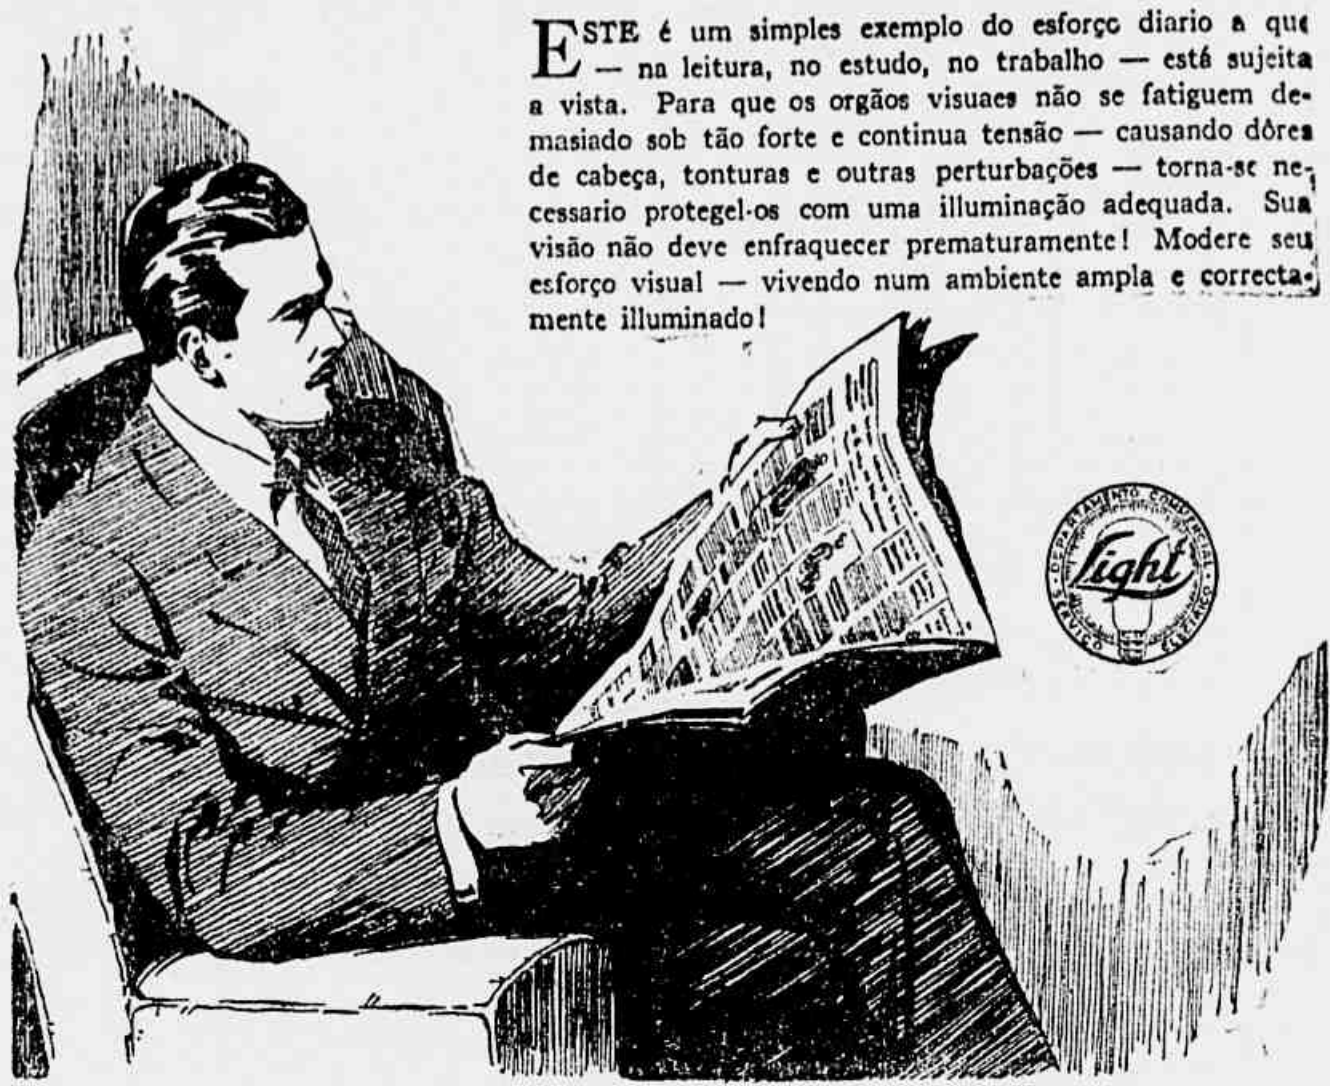 ESTE é um simples exemplo do esforço diario a que
— na leitura, no estudo, no trabalho — está sujeita
a vista. Para que os orgãos visuaes não se fatiguem de-
masiado sob tão forte e continua tensão — causando dôres
de cabeça, tonturas e outras perturbações — torna-se ne-
cessario protegel-os com uma illuminação adequada. Sua
visão não deve enfraquecer prematuramente! Modere seu
esforço visual — vivendo num ambiente ampla e correcta-
mente illuminado!
SERVIÇO ELECTRICO
DEPARTAMENTO COMMERCIAL
Light